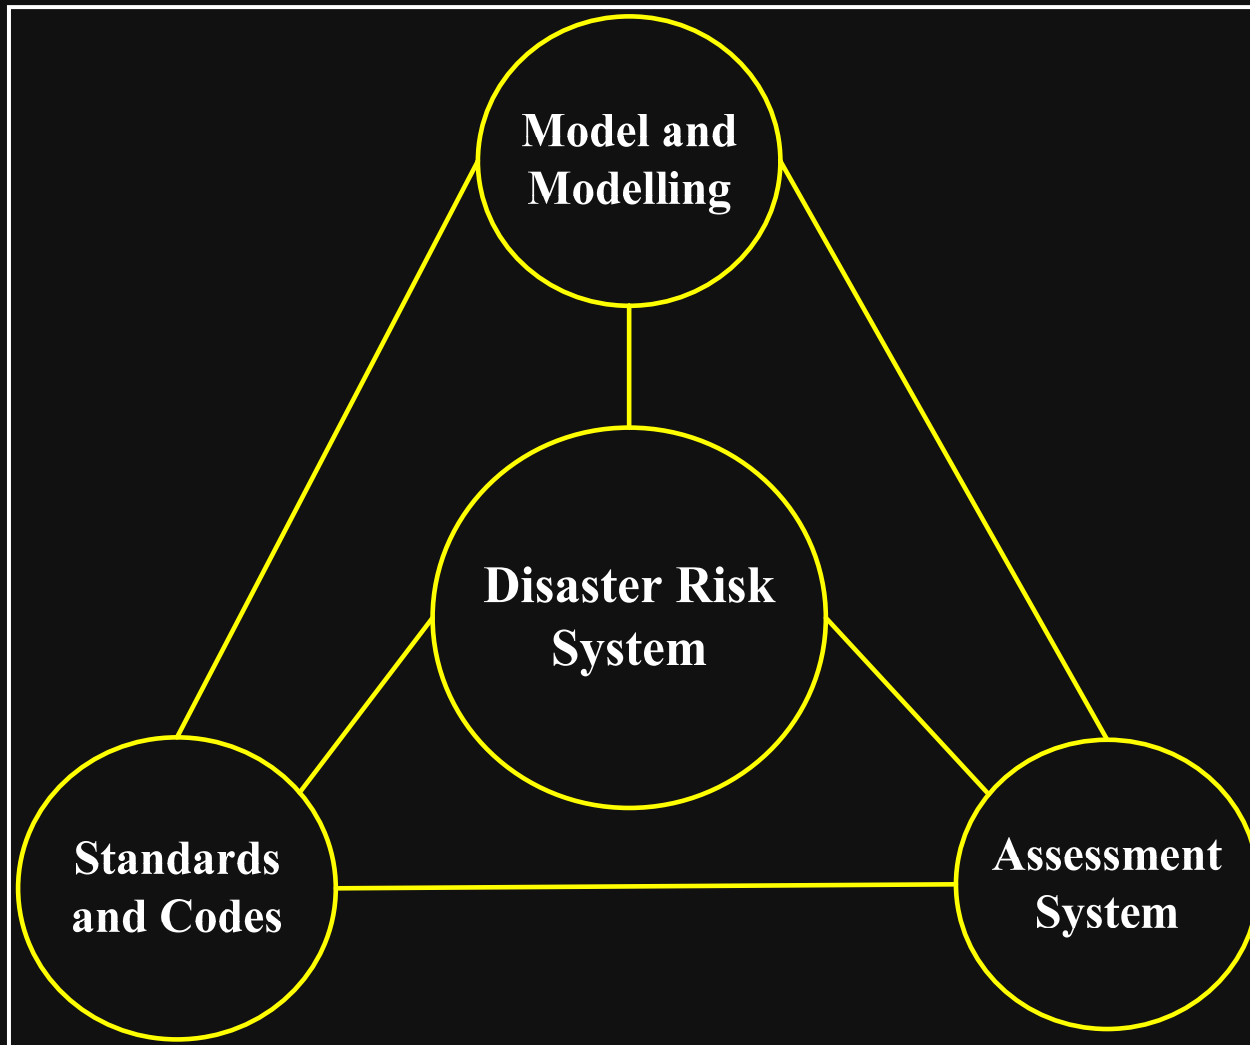 Model and
Modelling
Disaster Risk
System
Standards
and Codes
Assessment
System